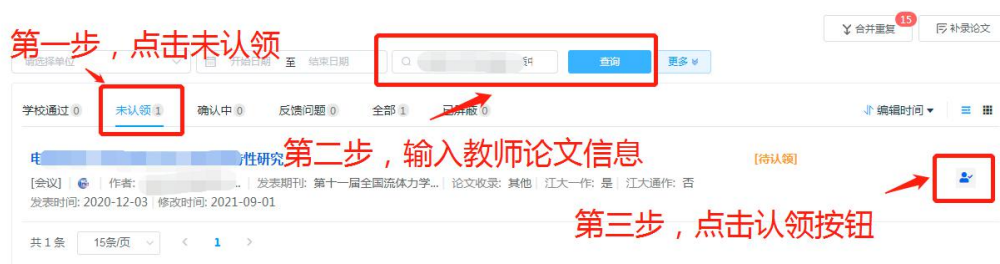 15
合并重复
补录论文
第一步，点击未认领
请选择单位 开始日期 至 结束日期 查询 更多
学校通过 0 未认领 1 确认中 0 反馈问题 0 全部 1 已屏蔽 0 编辑时间
第二步，输入教师论文信息
性研究 [待认领]
[会议] 作者: ... 发表期刊: 第十一届全国流体力学... 论文收录: 其他 江大一作: 是 江大通作: 否
发表时间: 2020-12-03 修改时间: 2021-09-01
第三步，点击认领按钮
共 1 条 15条/页 < 1 >